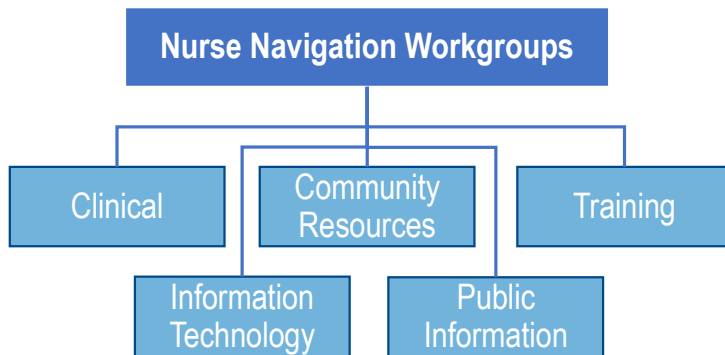 Nurse Navigation Workgroups
Clinical
Community
Resources
Training
Information
Technology
Public
Information